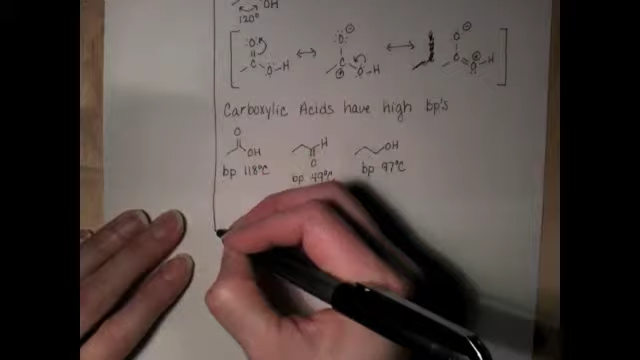 OH
120°
Carboxylic Acids have high bp's
O OH
H O
OH
bp 118°C bp 49°C bp 97°C